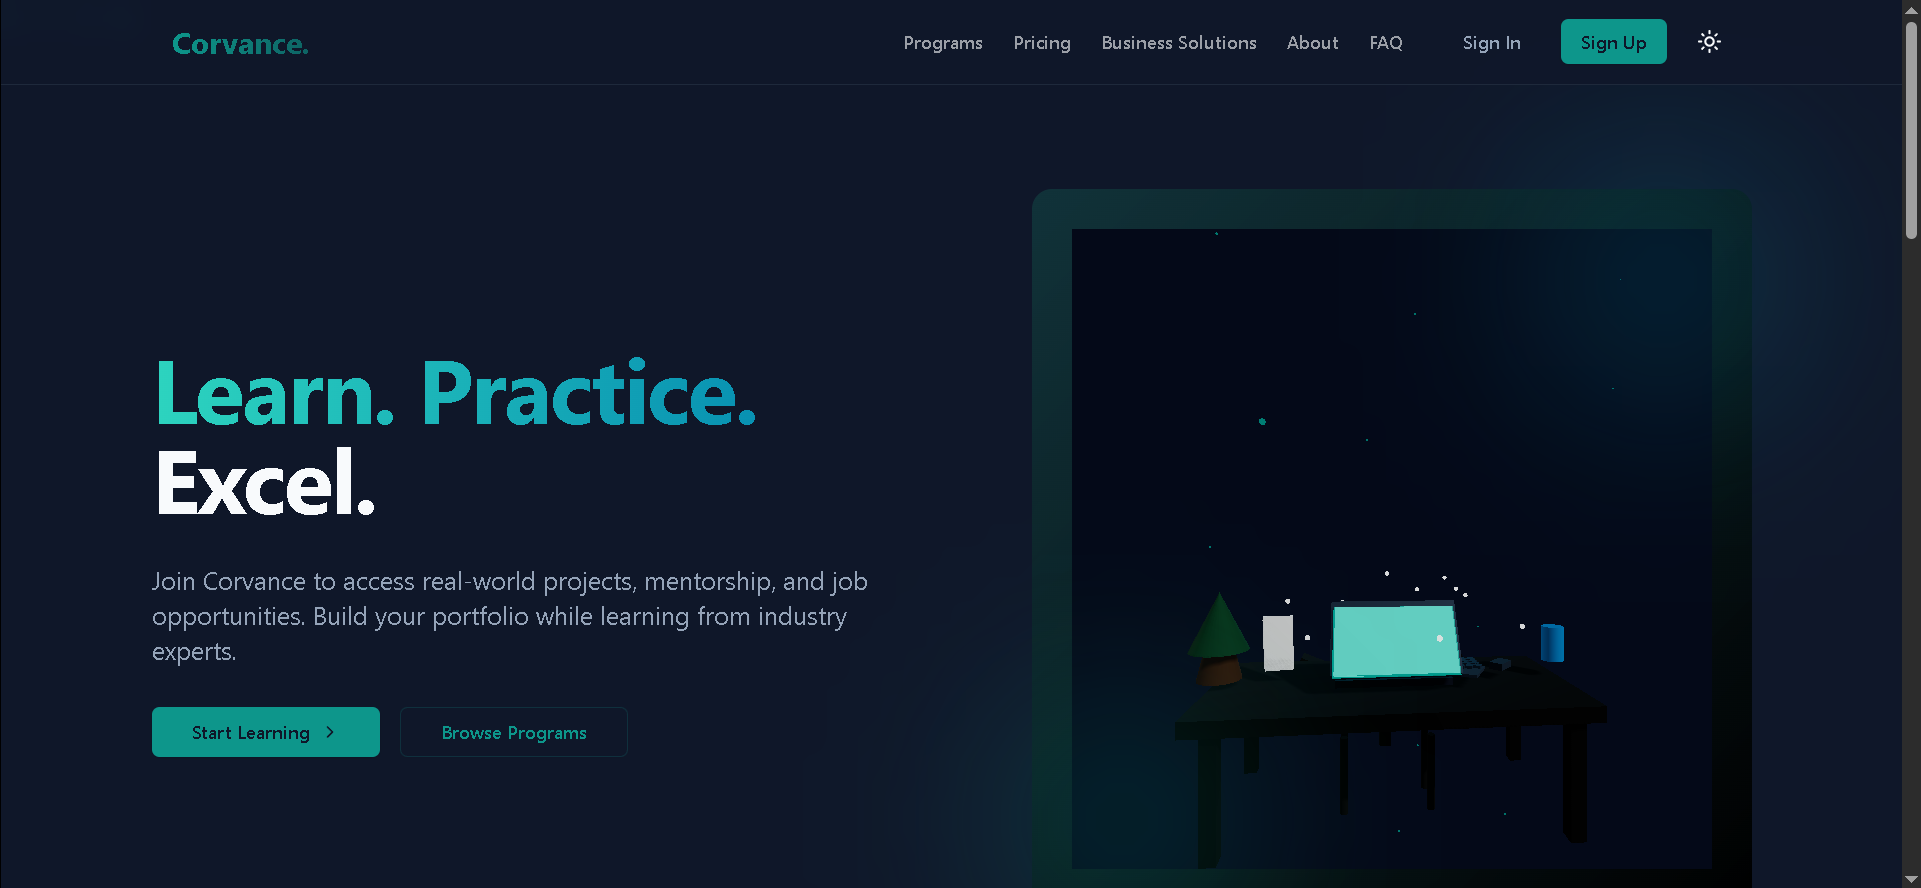 Corvance.
Programs
Pricing
Business Solutions
About
FAQ
Sign In
Sign Up
Learn. Practice.
Excel.
Join Corvance to access real-world projects, mentorship, and job
opportunities. Build your portfolio while learning from industry
experts.
Start Learning
Browse Programs